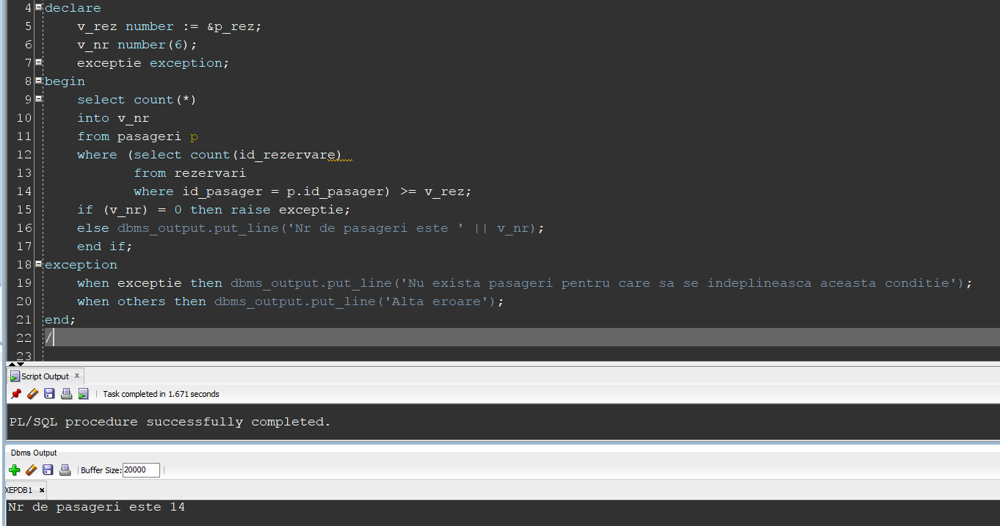 4 declare
5 v_rez number := &p_rez;
6 v_nr number(6);
7 exceptie exception;
8 begin
9 select count(*)
10 into v_nr
11 from pasageri p
12 where (select count(id_rezervare)
13 from rezervari
14 where id_pasager = p.id_pasager) >= v_rez;
15 if (v_nr) = 0 then raise exceptie;
16 else dbms_output.put_line('Nr de pasageri este ' || v_nr);
17 end if;
18 exception
19 when exceptie then dbms_output.put_line('Nu exista pasageri pentru care sa se indeplineasca aceasta conditie');
20 when others then dbms_output.put_line('Alta eroare');
21 end;
22 /
23
Script Output x
Task completed in 1.671 seconds
PL/SQL procedure successfully completed.
Dbms Output
Buffer Size: 20000
XEPDB1 x
Nr de pasageri este 14